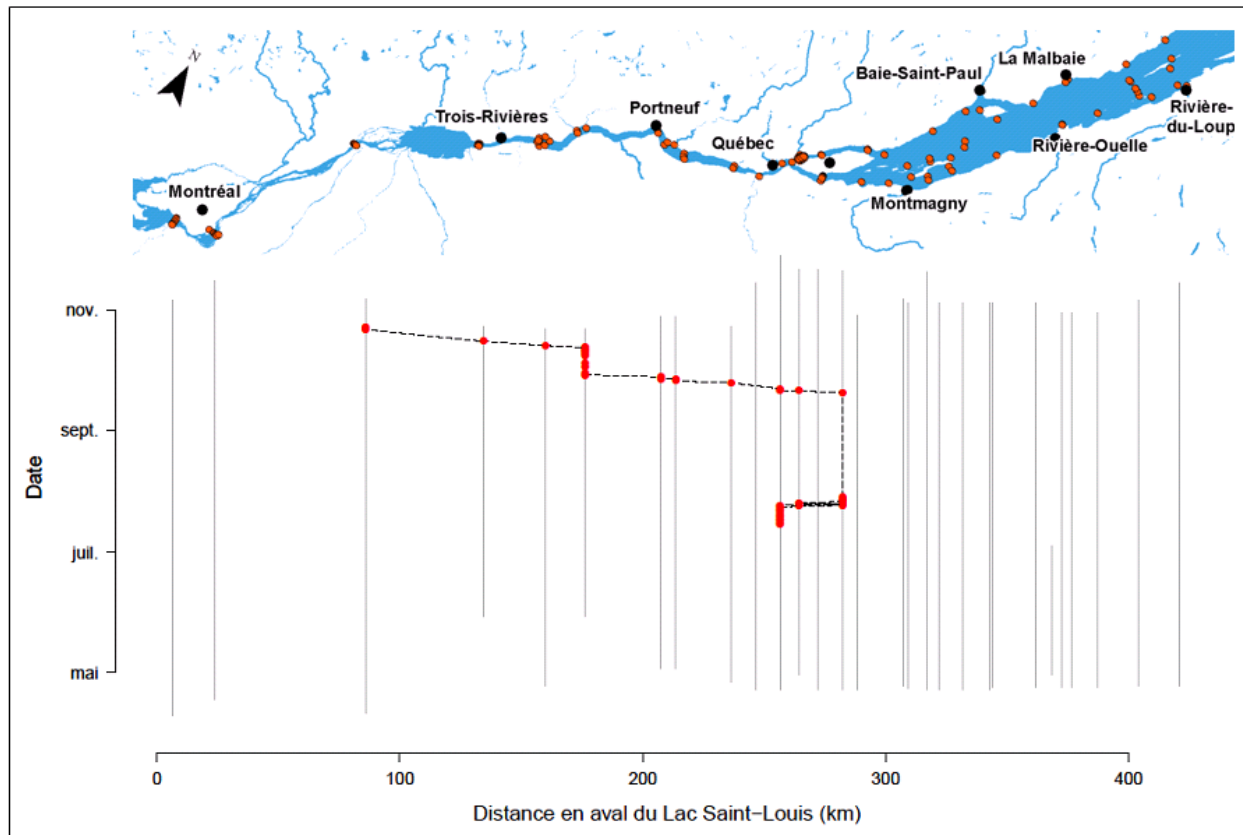 N
La Malbaie
Baie-Saint-Paul
Portneuf
Trois-Rivières
Rivière-
du-Loup
Québec
Rivière-Ouelle
Montréal
Montmagny
nov.
sept.
juil.
mai
Date
0 100 200 300 400
Distance en aval du Lac Saint−Louis (km)